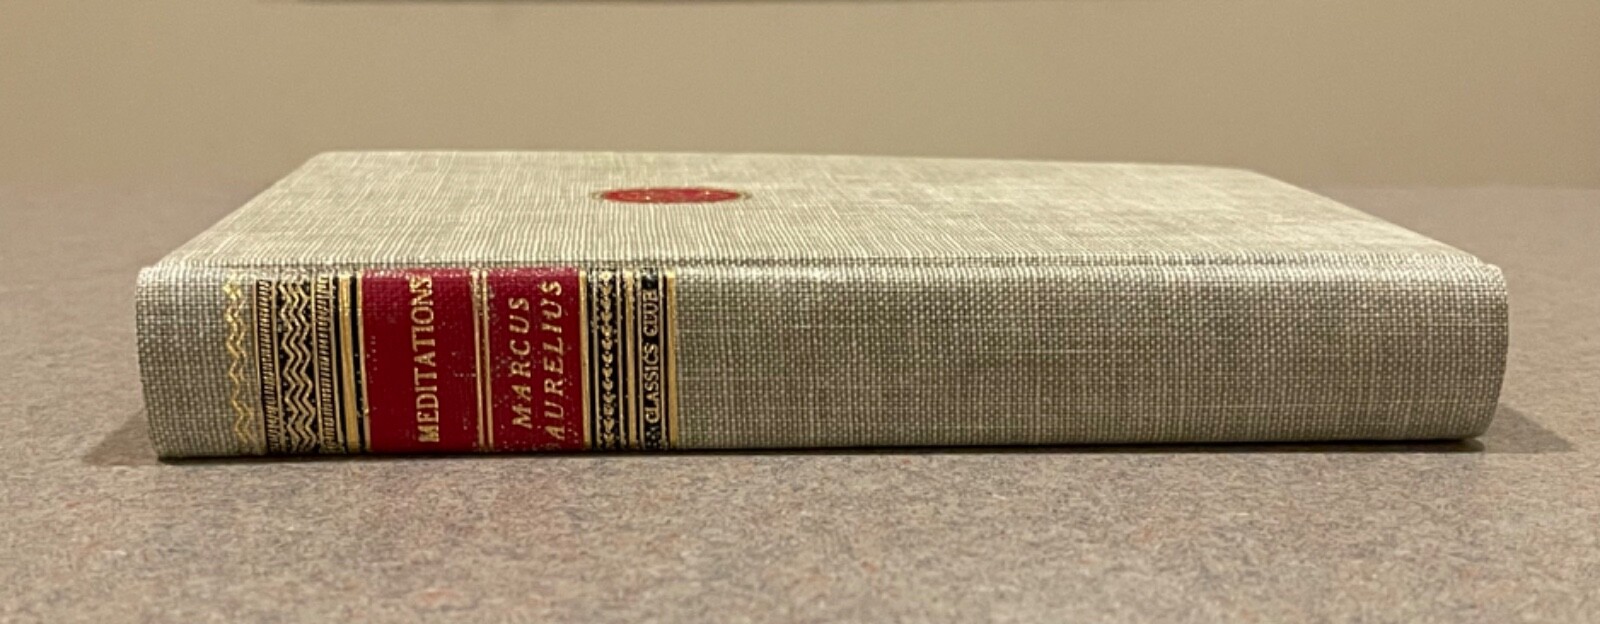 MEDITATIONS
MARCUS
AURELIUS
CLASSICS CLUB